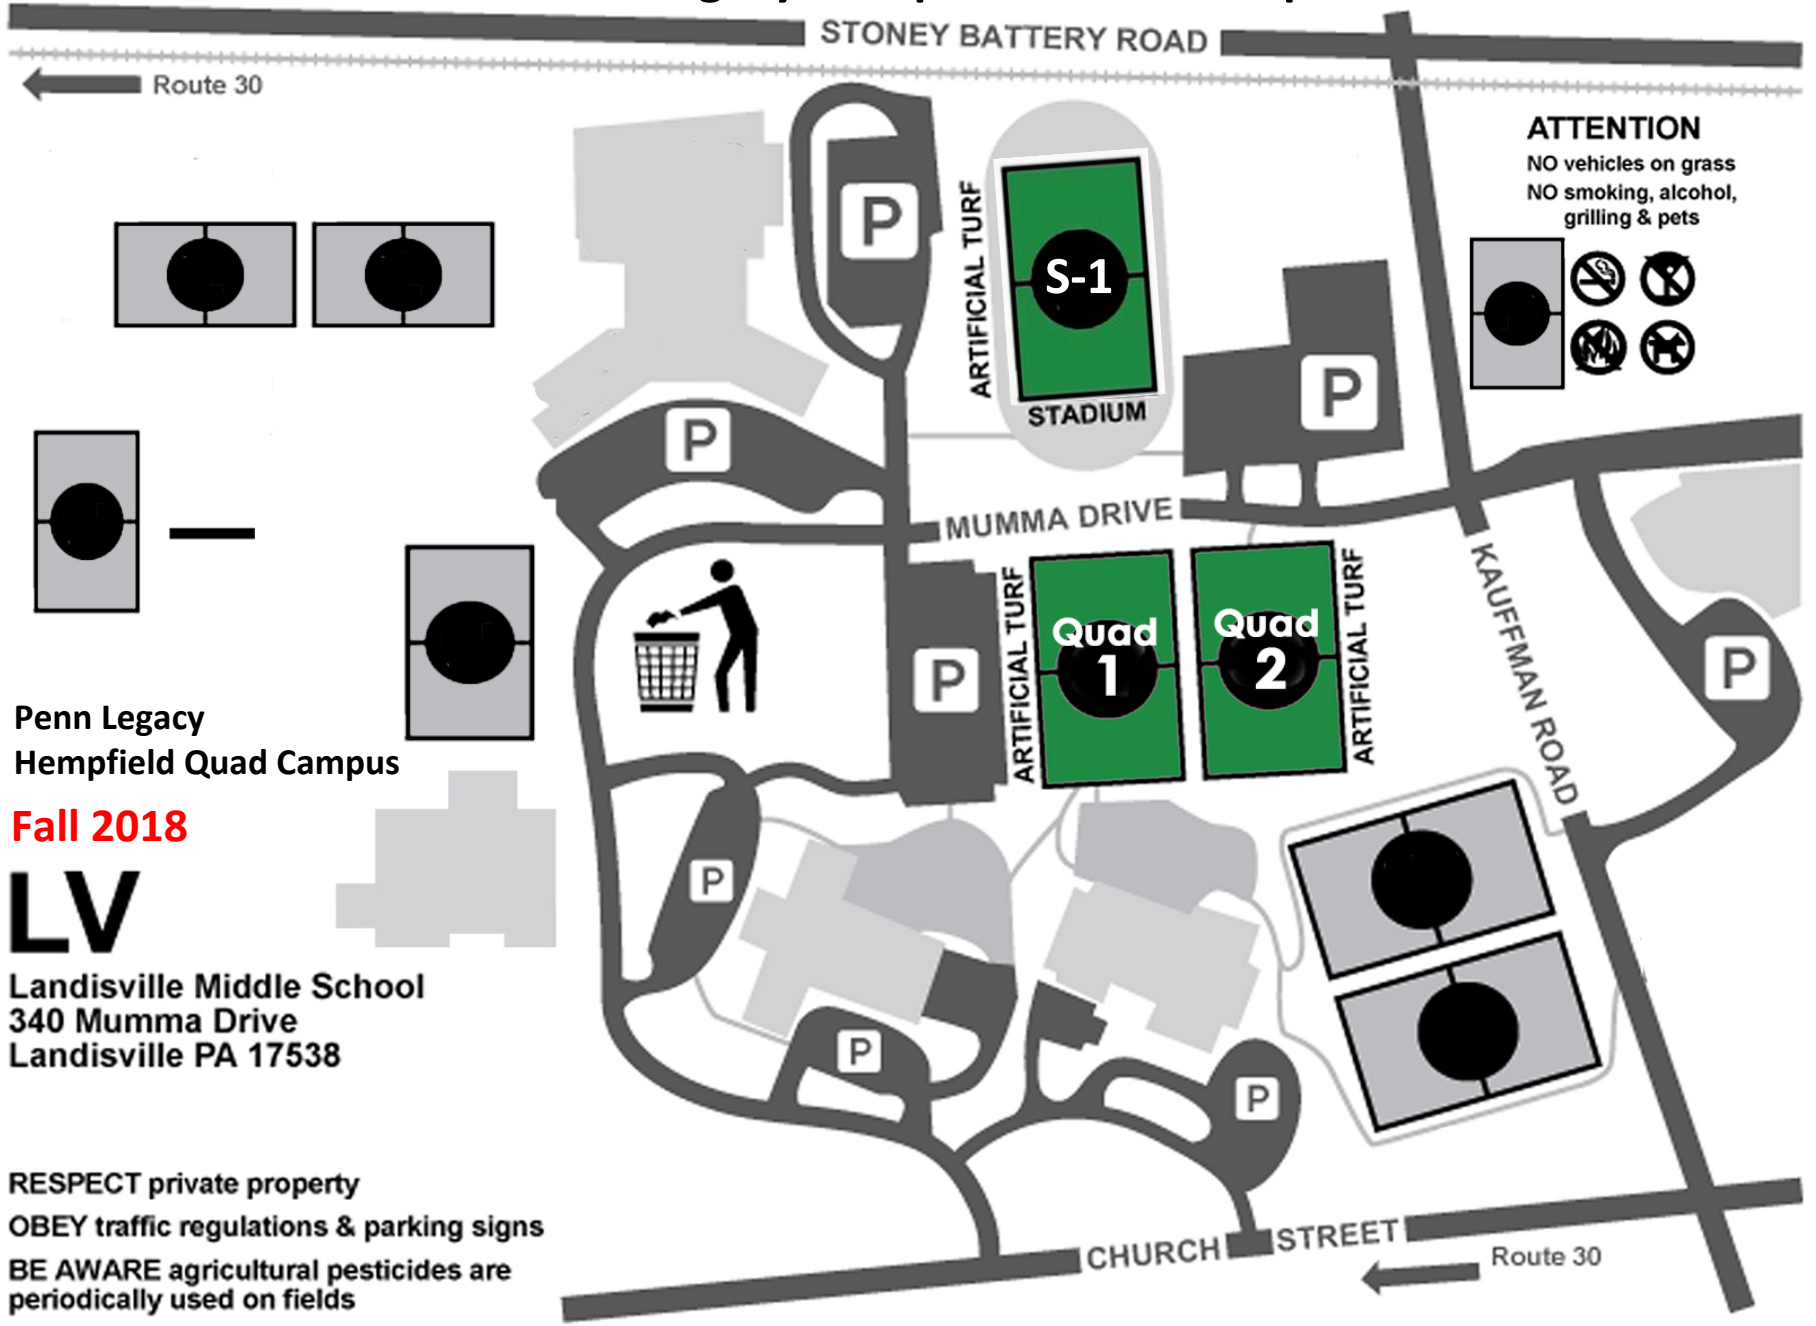 STONEY BATTERY ROAD
Route 30
ATTENTION
NO vehicles on grass
NO smoking, alcohol,
grilling & pets
P
ARTIFICIAL TURF
S-1
STADIUM
P
P
MUMMA DRIVE
KAUFFMAN ROAD
ARTIFICIAL TURF
Quad
1
Quad
2
ARTIFICIAL TURF
P
P
Penn Legacy
Hempfield Quad Campus
Fall 2018
LV
Landisville Middle School
340 Mumma Drive
Landisville PA 17538
P
P
P
RESPECT private property
OBEY traffic regulations & parking signs
BE AWARE agricultural pesticides are
periodically used on fields
CHURCH STREET
Route 30